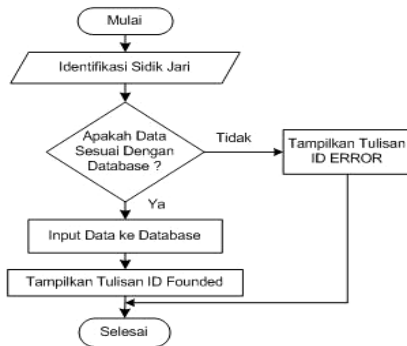 Mulai
Identifikasi Sidik Jari
Apakah Data
Sesuai Dengan
Database ?
Tidak
Tampilkan Tulisan
ID ERROR
Ya
Input Data ke Database
Tampilkan Tulisan ID Founded
Selesai